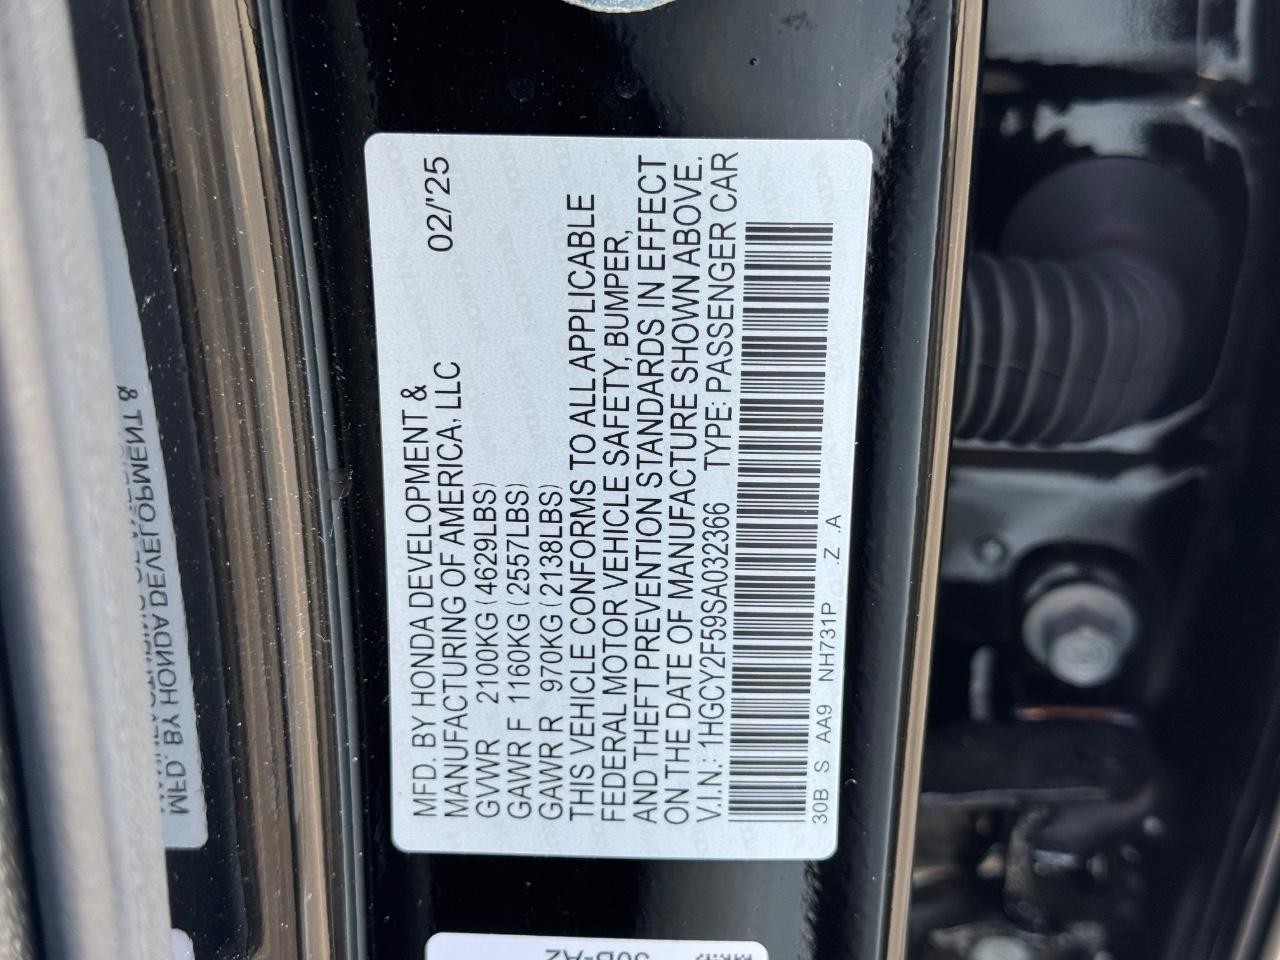 MFD. BY HONDA DEVELOPMENT & 02/'25
MANUFACTURING OF AMERICA, LLC
GVWR 2100KG (4629LBS)
GAWR F 1160KG (2557LBS)
GAWR R 970KG (2138LBS)
THIS VEHICLE CONFORMS TO ALL APPLICABLE
FEDERAL MOTOR VEHICLE SAFETY, BUMPER,
AND THEFT PREVENTION STANDARDS IN EFFECT
ON THE DATE OF MANUFACTURE SHOWN ABOVE.
V.I.N.: 1HGCY2F59SA032366 TYPE: PASSENGER CAR
30B S AA9 NH731P .Z .A
MFD. BY HONDA DEVELOPMENT &
30B-A2